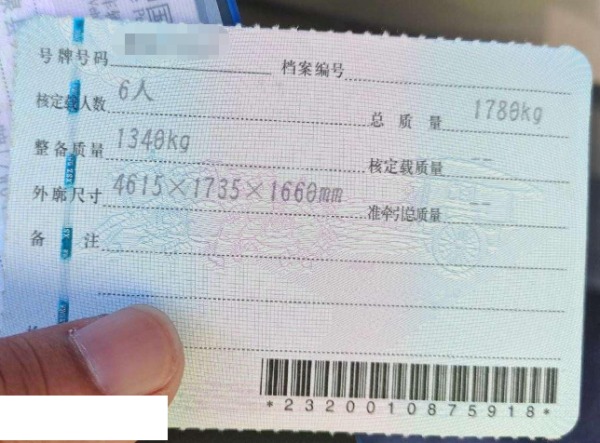 号牌号码 档案编号
核定载人数 6人 总质量 1780kg
整备质量 1340kg 核定载质量 --
外廓尺寸 4615×1735×1660mm 准牵引总质量 --
备注
*2320010875918*